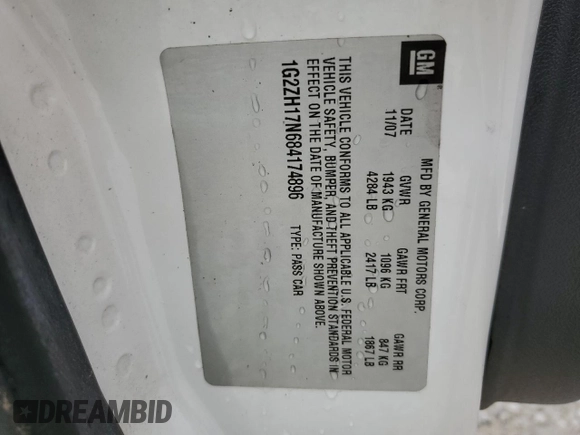 GM
MFD BY GENERAL MOTORS CORP.
DATE GVWR GAWR FRT GAWR RR
11/07 1943 KG 1096 KG 847 KG
4284 LB 2417 LB 1867 LB
THIS VEHICLE CONFORMS TO ALL APPLICABLE U.S. FEDERAL MOTOR
VEHICLE SAFETY, BUMPER, AND THEFT PREVENTION STANDARDS IN
EFFECT ON THE DATE OF MANUFACTURE SHOWN ABOVE.
1G2ZH17N684174896 TYPE: PASS CAR
DREAMBID